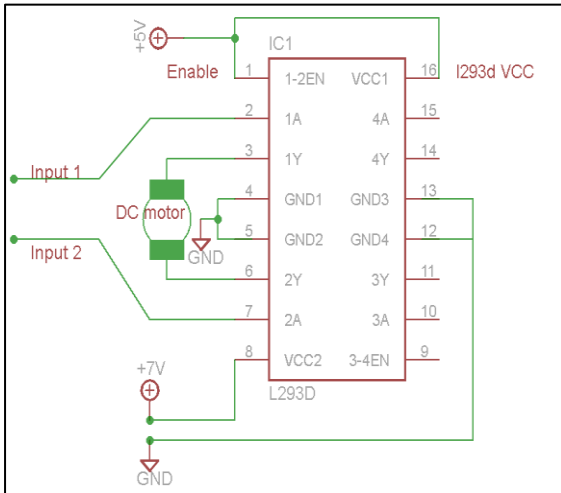 +5V
IC1
Enable
1 1-2EN VCC1 16 I293d VCC
2 1A 4A 15
3 1Y 4Y 14
Input 1
4 GND1 GND3 13
DC motor
5 GND2 GND4 12
GND
Input 2
6 2Y 3Y 11
7 2A 3A 10
8 VCC2 3-4EN 9
+7V
L293D
GND